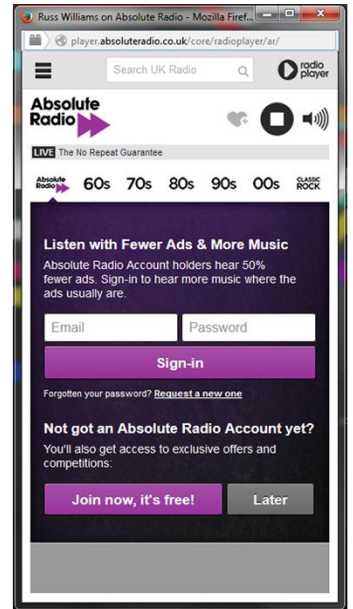 Russ Williams on Absolute Radio - Mozilla Firef...
player.absoluteradio.co.uk/core/radioplayer/ar/
Search UK Radio
radio
player
Absolute
Radio
LIVE The No Repeat Guarantee
Absolute
Radio
60s 70s 80s 90s 00s
CLASSIC
ROCK
Listen with Fewer Ads & More Music
Absolute Radio Account holders hear 50%
fewer ads. Sign-in to hear more music where the
ads usually are.
Email Password
Sign-in
Forgotten your password? Request a new one
Not got an Absolute Radio Account yet?
You'll also get access to exclusive offers and
competitions:
Join now, it's free! Later